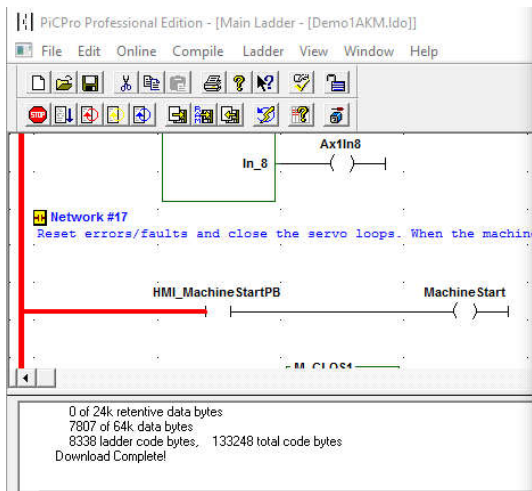 PiCPro Professional Edition - [Main Ladder - [Demo1AKM.ldo]]
File Edit Online Compile Ladder View Window Help
STOP
Ax1In8
In_8
Network #17
Reset errors/faults and close the servo loops. When the machin
HMI_MachineStartPB MachineStart
M_CLOS1
0 of 24k retentive data bytes
7807 of 64k data bytes
8338 ladder code bytes, 133248 total code bytes
Download Complete!